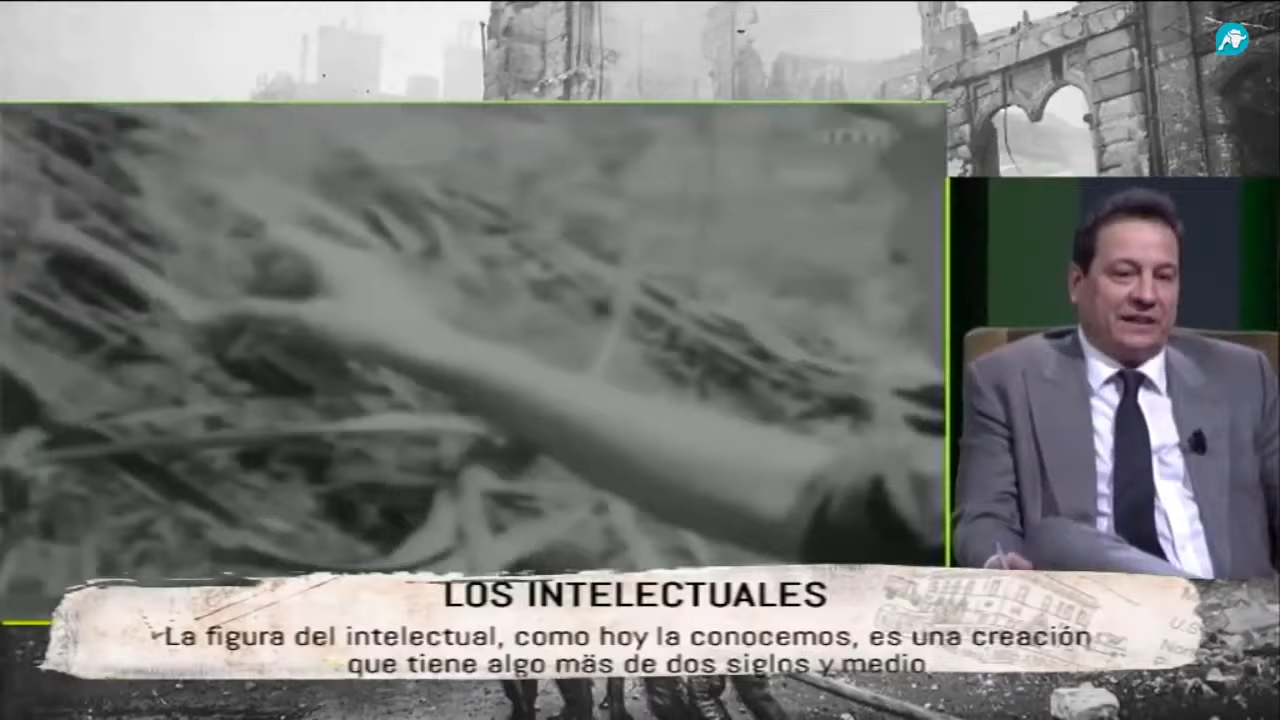 LOS INTELECTUALES
La figura del intelectual, como hoy la conocemos, es una creación
que tiene algo más de dos siglos y medio